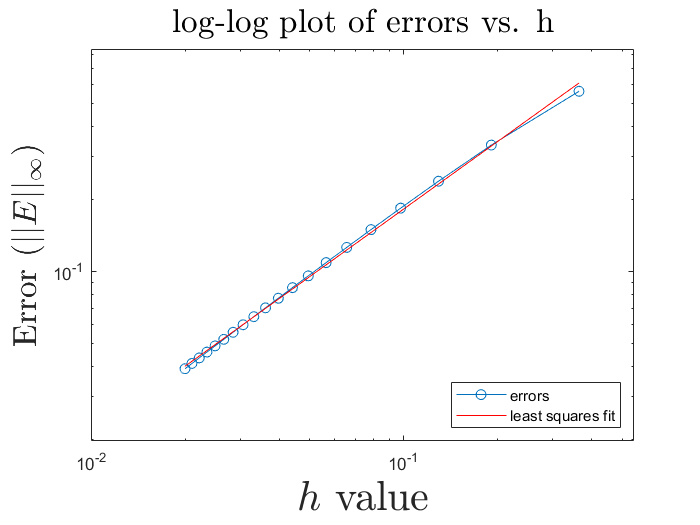 log-log plot of errors vs. h
Error (||E||∞)
10-1
errors
least squares fit
10-2
10-1
h value